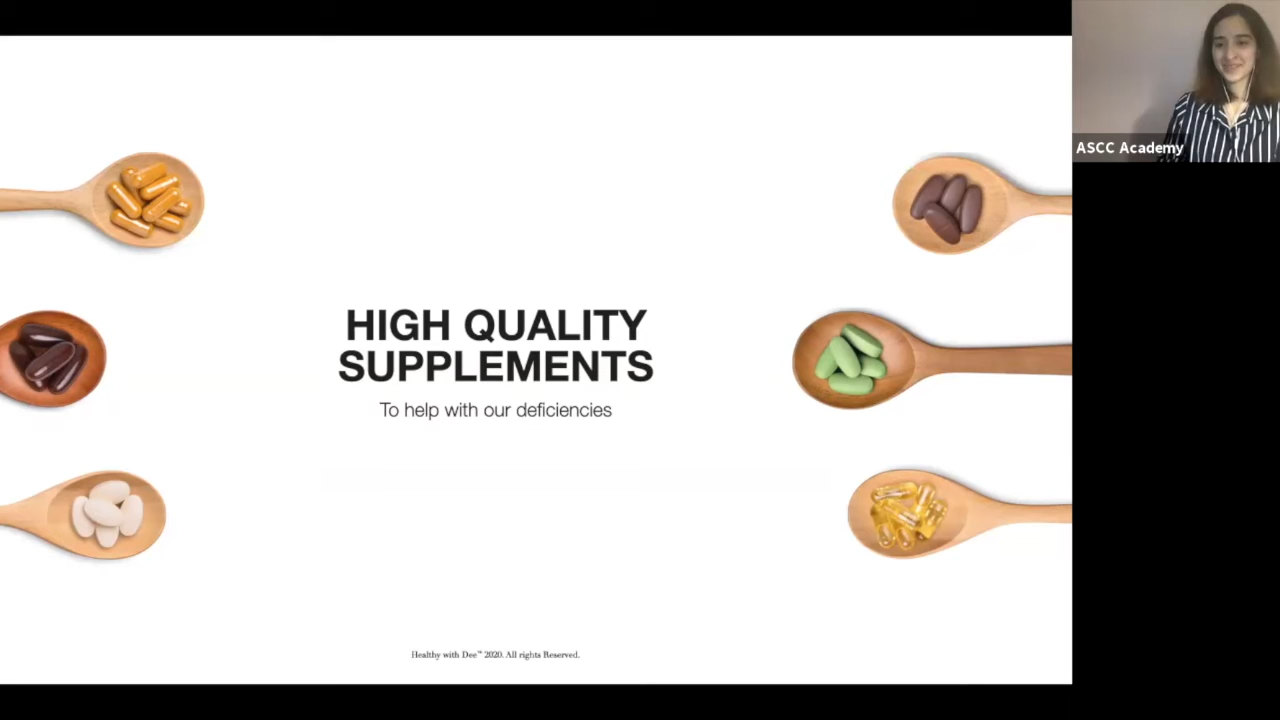 ASCC Academy
HIGH QUALITY
SUPPLEMENTS
To help with our deficiencies
Healthy with Dee™ 2020. All rights Reserved.